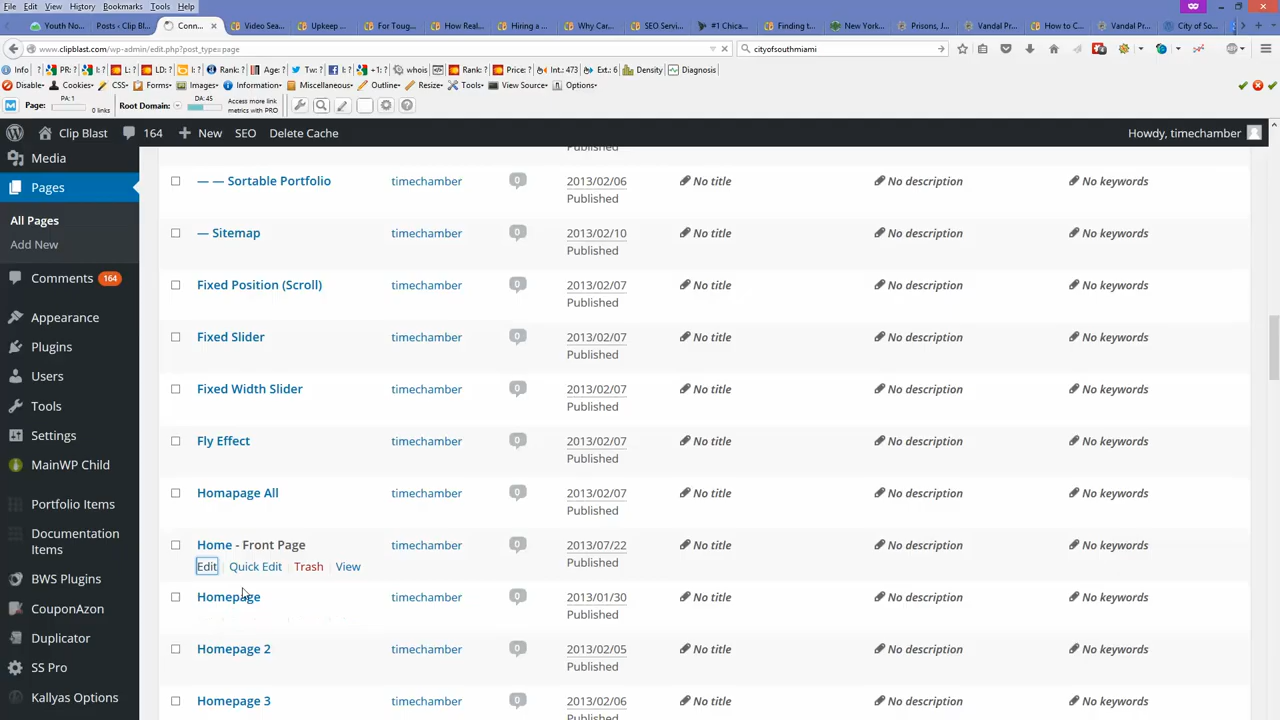 File Edit View History Bookmarks Tools Help
Youth No... Posts ‹ Clip Bl... Conn... Video Sea... Upkeep ... For Toug... How Real... Hiring a ... Why Car... SEO Servi... #1 Chica... Finding t... New York... Prisons, J... Vandal Pr... How to C... Vandal Pr... City of So...
www.clipblast.com/wp-admin/edit.php?post_type=page cityofsouthmiami
Info ? PR: ? I: ? L: ? LD: ? I: ? Rank: ? Age: ? Tw: ? I: ? +1: ? whois Rank: ? Price: ? Int.: 473 Ext.: 6 Density Diagnosis
Disable Cookies CSS Forms Images Information Miscellaneous Outline Resize Tools View Source Options
Page: PA: 1 0 links Root Domain: DA: 45 Access more link metrics with PRO
Clip Blast 164 New SEO Delete Cache Howdy, timechamber
Media
Pages
All Pages
Add New
Comments 164
Appearance
Plugins
Users
Tools
Settings
MainWP Child
Portfolio Items
Documentation Items
BWS Plugins
CouponAzon
Duplicator
SS Pro
Kallyas Options
Published
— — Sortable Portfolio timechamber 0 2013/02/06 No title No description No keywords
Published
— Sitemap timechamber 0 2013/02/10 No title No description No keywords
Published
Fixed Position (Scroll) timechamber 0 2013/02/07 No title No description No keywords
Published
Fixed Slider timechamber 0 2013/02/07 No title No description No keywords
Published
Fixed Width Slider timechamber 0 2013/02/07 No title No description No keywords
Published
Fly Effect timechamber 0 2013/02/07 No title No description No keywords
Published
Homapage All timechamber 0 2013/02/07 No title No description No keywords
Published
Home - Front Page timechamber 0 2013/07/22 No title No description No keywords
Edit | Quick Edit | Trash | View Published
Homepage timechamber 0 2013/01/30 No title No description No keywords
Published
Homepage 2 timechamber 0 2013/02/05 No title No description No keywords
Published
Homepage 3 timechamber 0 2013/02/06 No title No description No keywords
Published